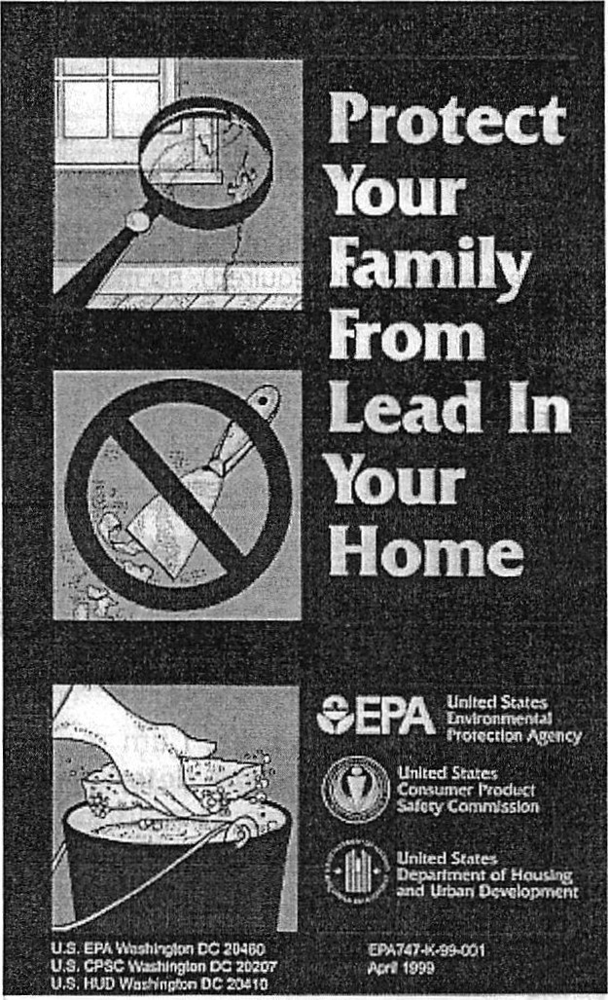 Protect
Your
Family
From
Lead In
Your
Home
EPA
United States
Environmental
Protection Agency
United States
Consumer Product
Safety Commission
United States
Department of Housing
and Urban Development
U.S. EPA Washington DC 20460
U.S. CPSC Washington DC 20207
U.S. HUD Washington DC 20410
EPA747-K-99-001
April 1999